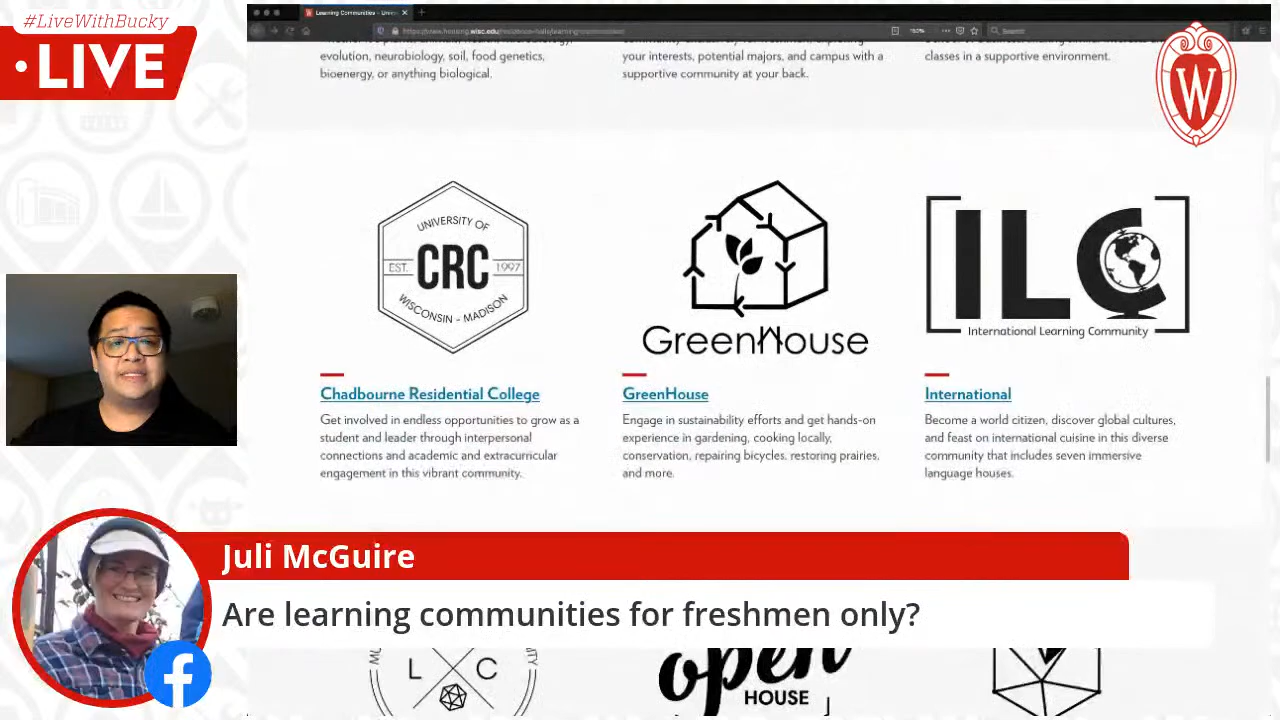 #LiveWithBucky
LIVE
Learning Communities - Univer
Search
evolution, neurobiology, soil, food genetics,
bioenergy, or anything biological.
your interests, potential majors, and campus with a
supportive community at your back.
classes in a supportive environment.
W
UNIVERSITY OF
EST. CRC 1997
WISCONSIN - MADISON
GreenHouse
ILC
International Learning Community
Chadbourne Residential College
Get involved in endless opportunities to grow as a
student and leader through interpersonal
connections and academic and extracurricular
engagement in this vibrant community.
GreenHouse
Engage in sustainability efforts and get hands-on
experience in gardening, cooking locally,
conservation, repairing bicycles, restoring prairies,
and more.
International
Become a world citizen, discover global cultures,
and feast on international cuisine in this diverse
community that includes seven immersive
language houses.
Juli McGuire
Are learning communities for freshmen only?
L C
open
HOUSE